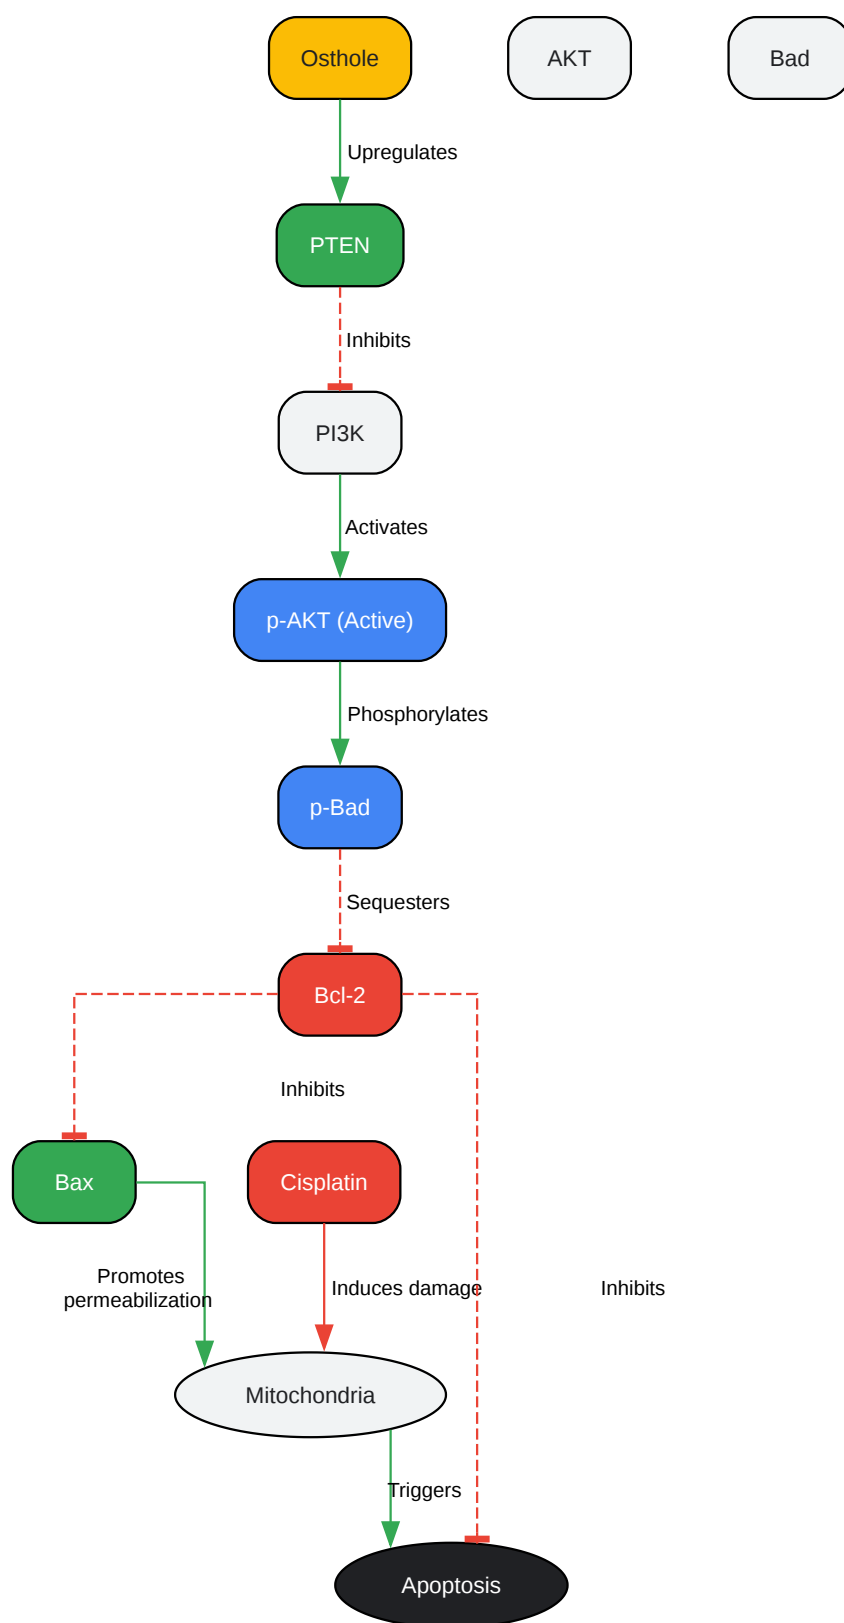 Osthole
AKT
Bad
Upregulates
PTEN
Inhibits
PI3K
Activates
p-AKT (Active)
Phosphorylates
p-Bad
Sequesters
Bcl-2
Inhibits
Bax
Cisplatin
Promotes
permeabilization
Induces damage
Inhibits
Mitochondria
Triggers
Apoptosis